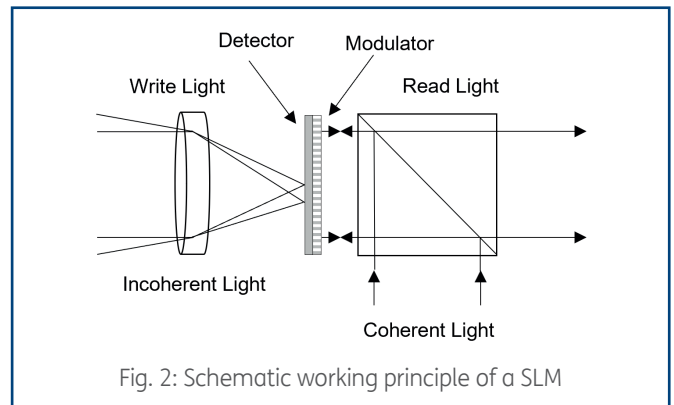 Detector
Modulator
Write Light
Read Light
Incoherent Light
Coherent Light
Fig. 2: Schematic working principle of a SLM